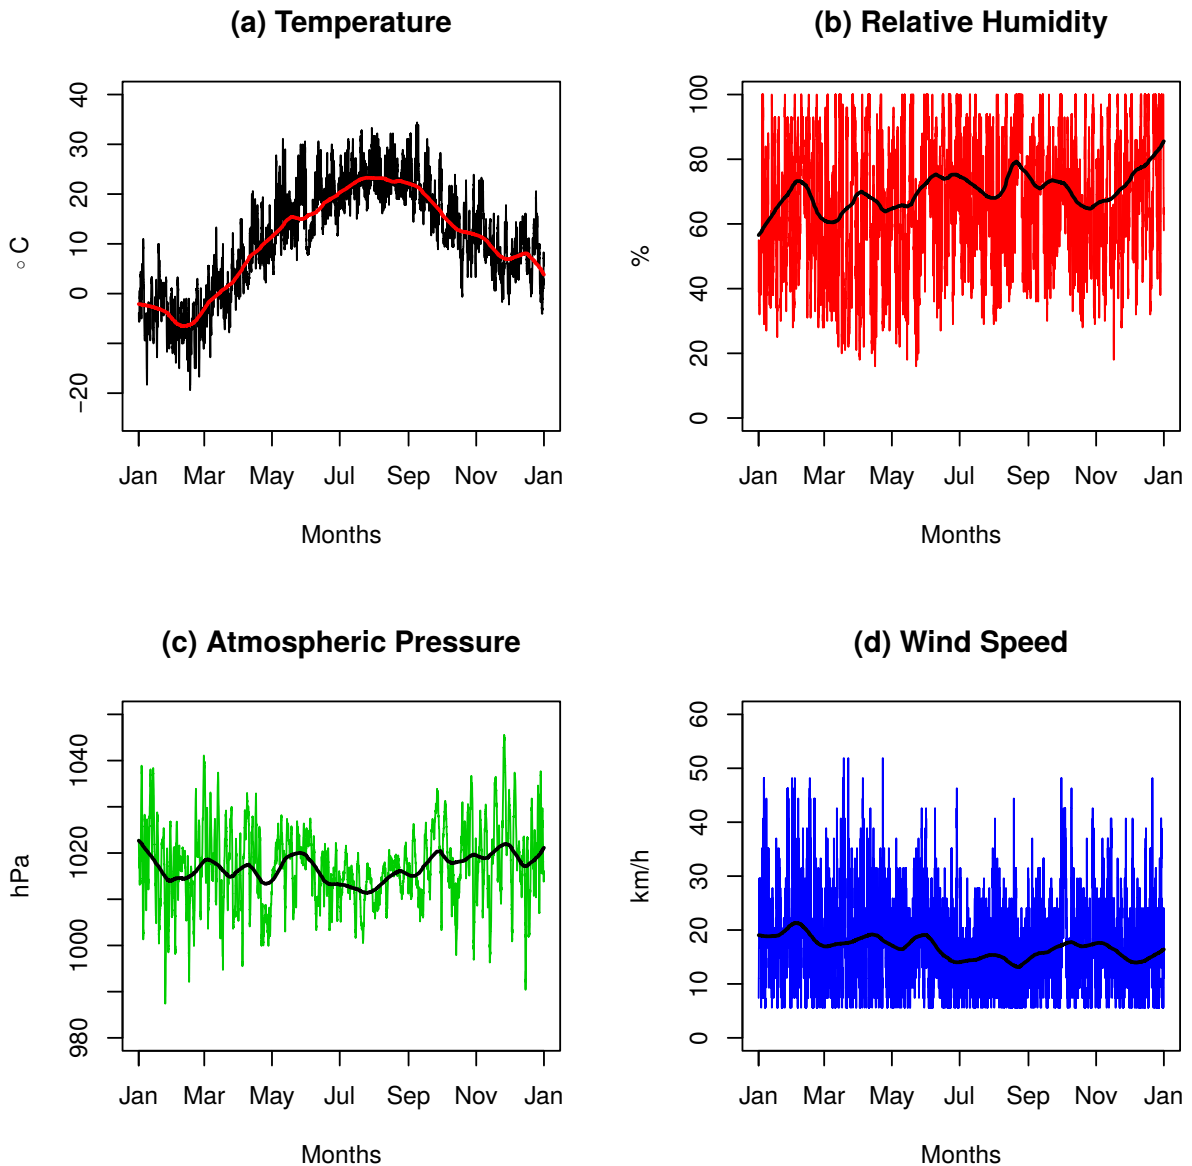 (a) Temperature
40
30
20
10
0
−20
° C
Jan Mar May Jul Sep Nov Jan
Months
(b) Relative Humidity
100
80
60
40
20
0
%
Jan Mar May Jul Sep Nov Jan
Months
(c) Atmospheric Pressure
1040
1020
1000
980
hPa
Jan Mar May Jul Sep Nov Jan
Months
(d) Wind Speed
60
50
40
30
20
10
0
km/h
Jan Mar May Jul Sep Nov Jan
Months